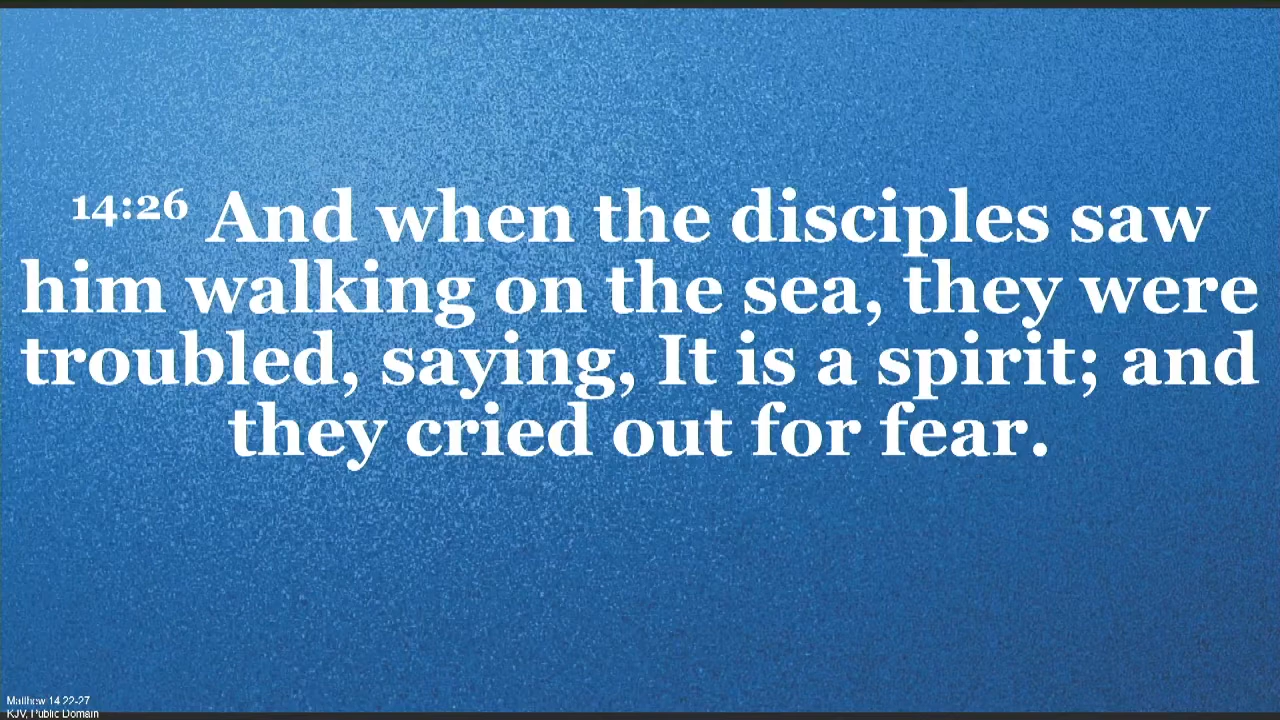 14:26 And when the disciples saw
him walking on the sea, they were
troubled, saying, It is a spirit; and
they cried out for fear.
Matthew 14:22-27
KJV, Public Domain